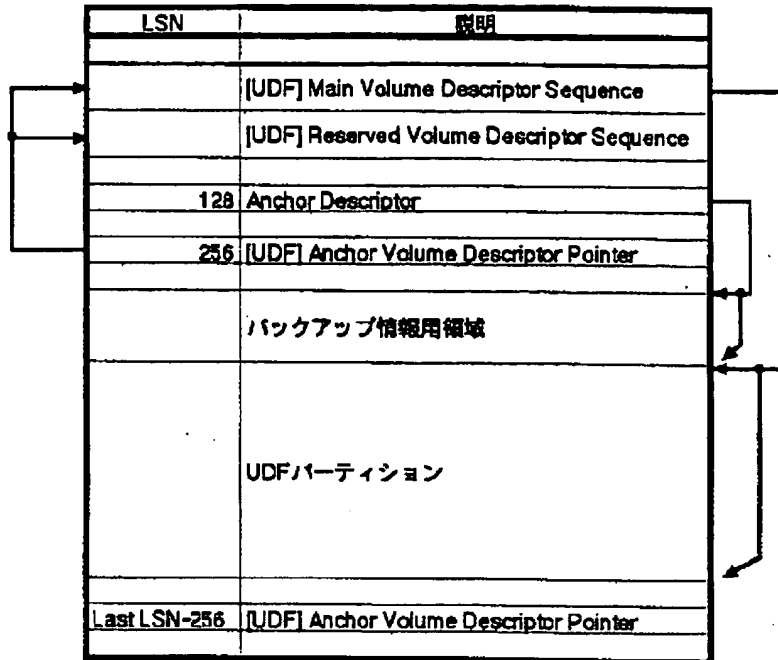 LSN 説明
[UDF] Main Volume Descriptor Sequence
[UDF] Reserved Volume Descriptor Sequence
128 Anchor Descriptor
256 [UDF] Anchor Volume Descriptor Pointer
バックアップ情報用領域
UDFパーティション
Last LSN-256 [UDF] Anchor Volume Descriptor Pointer